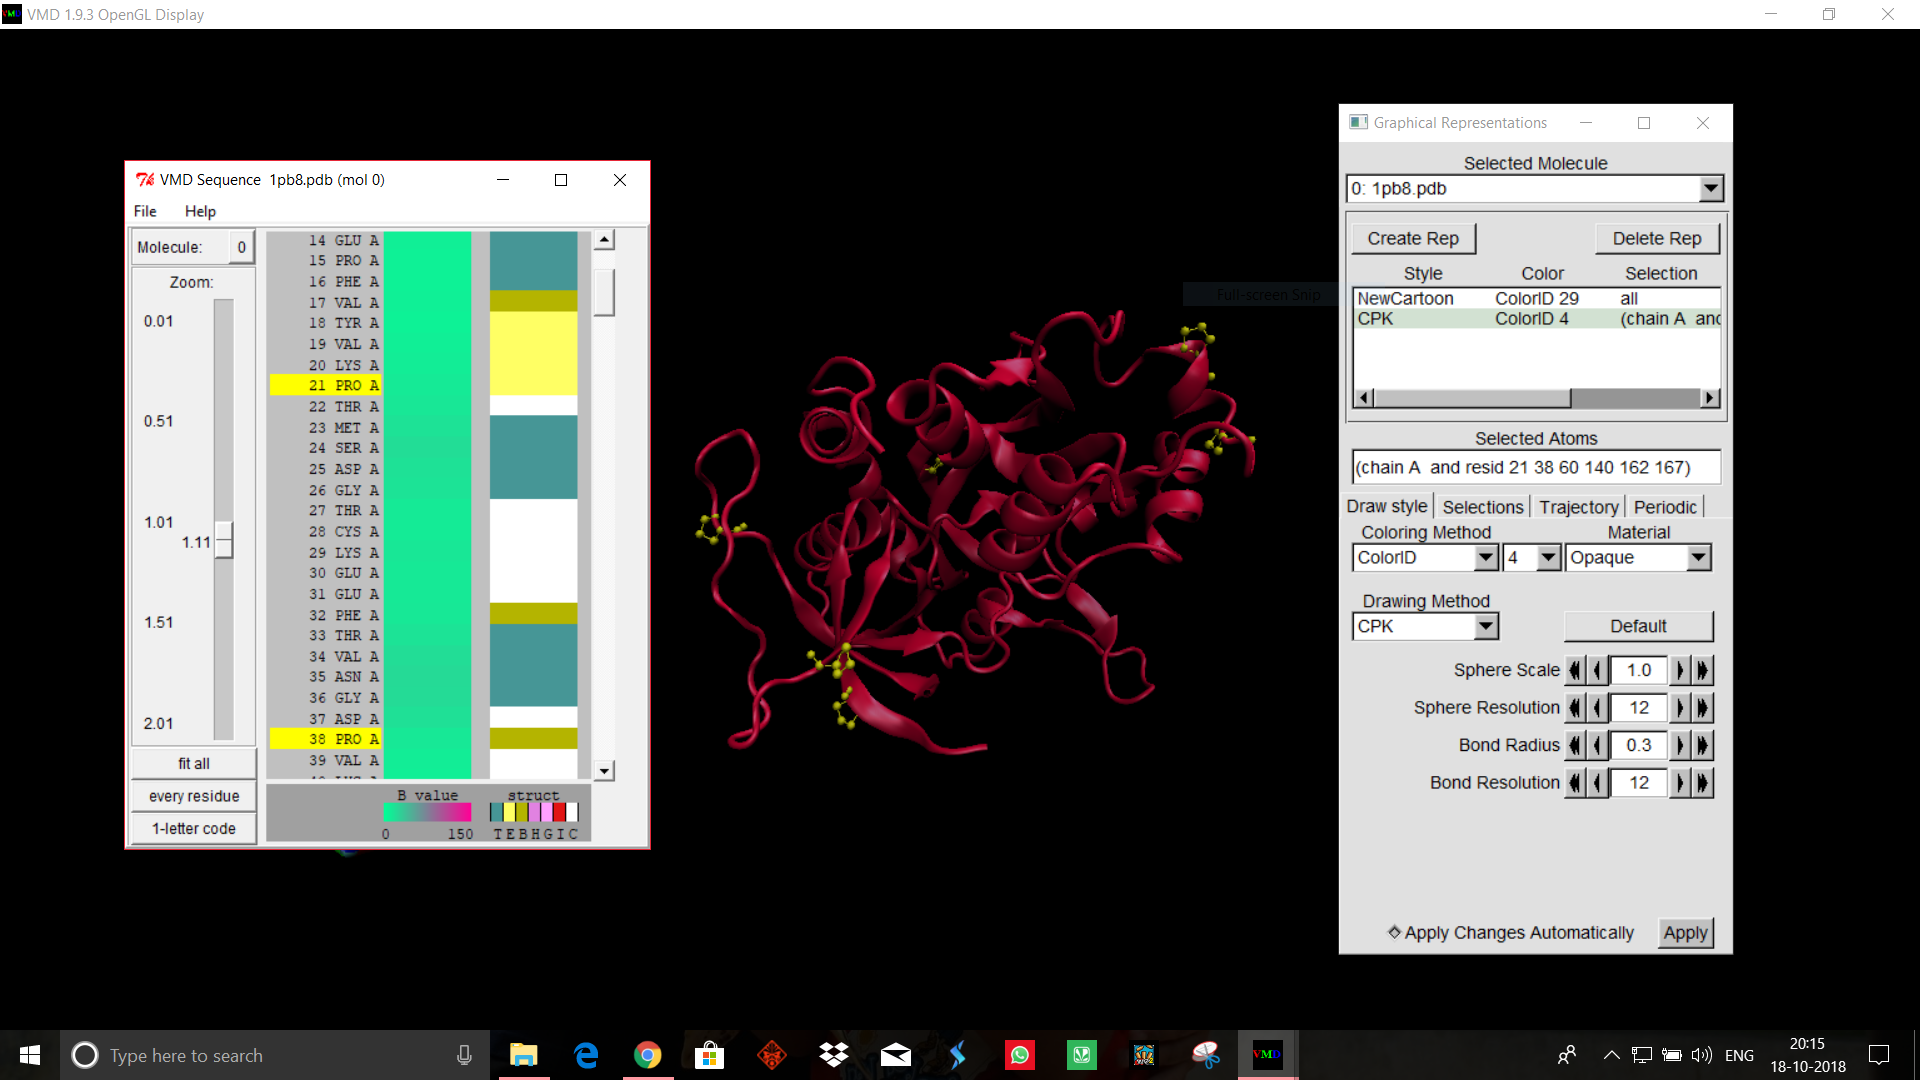 VMD 1.9.3 OpenGL Display
VMD Sequence 1pb8.pdb (mol 0)
File Help
Molecule: 0
Zoom:
0.01
0.51
1.01
1.11
1.51
2.01
fit all
every residue
1-letter code
14 GLU A
15 PRO A
16 PHE A
17 VAL A
18 TYR A
19 VAL A
20 LYS A
21 PRO A
22 THR A
23 MET A
24 SER A
25 ASP A
26 GLY A
27 THR A
28 CYS A
29 LYS A
30 GLU A
31 GLU A
32 PHE A
33 THR A
34 VAL A
35 ASN A
36 GLY A
37 ASP A
38 PRO A
39 VAL A
B value struct
0 150 T E B H G I C
Full-screen Snip
Graphical Representations
Selected Molecule
0: 1pb8.pdb
Create Rep Delete Rep
Style Color Selection
NewCartoon ColorID 29 all
CPK ColorID 4 (chain A and
Selected Atoms
(chain A and resid 21 38 60 140 162 167)
Draw style Selections Trajectory Periodic
Coloring Method Material
ColorID 4 Opaque
Drawing Method
CPK Default
Sphere Scale 1.0
Sphere Resolution 12
Bond Radius 0.3
Bond Resolution 12
Apply Changes Automatically Apply
Type here to search
VMD
ENG
20:15
18-10-2018